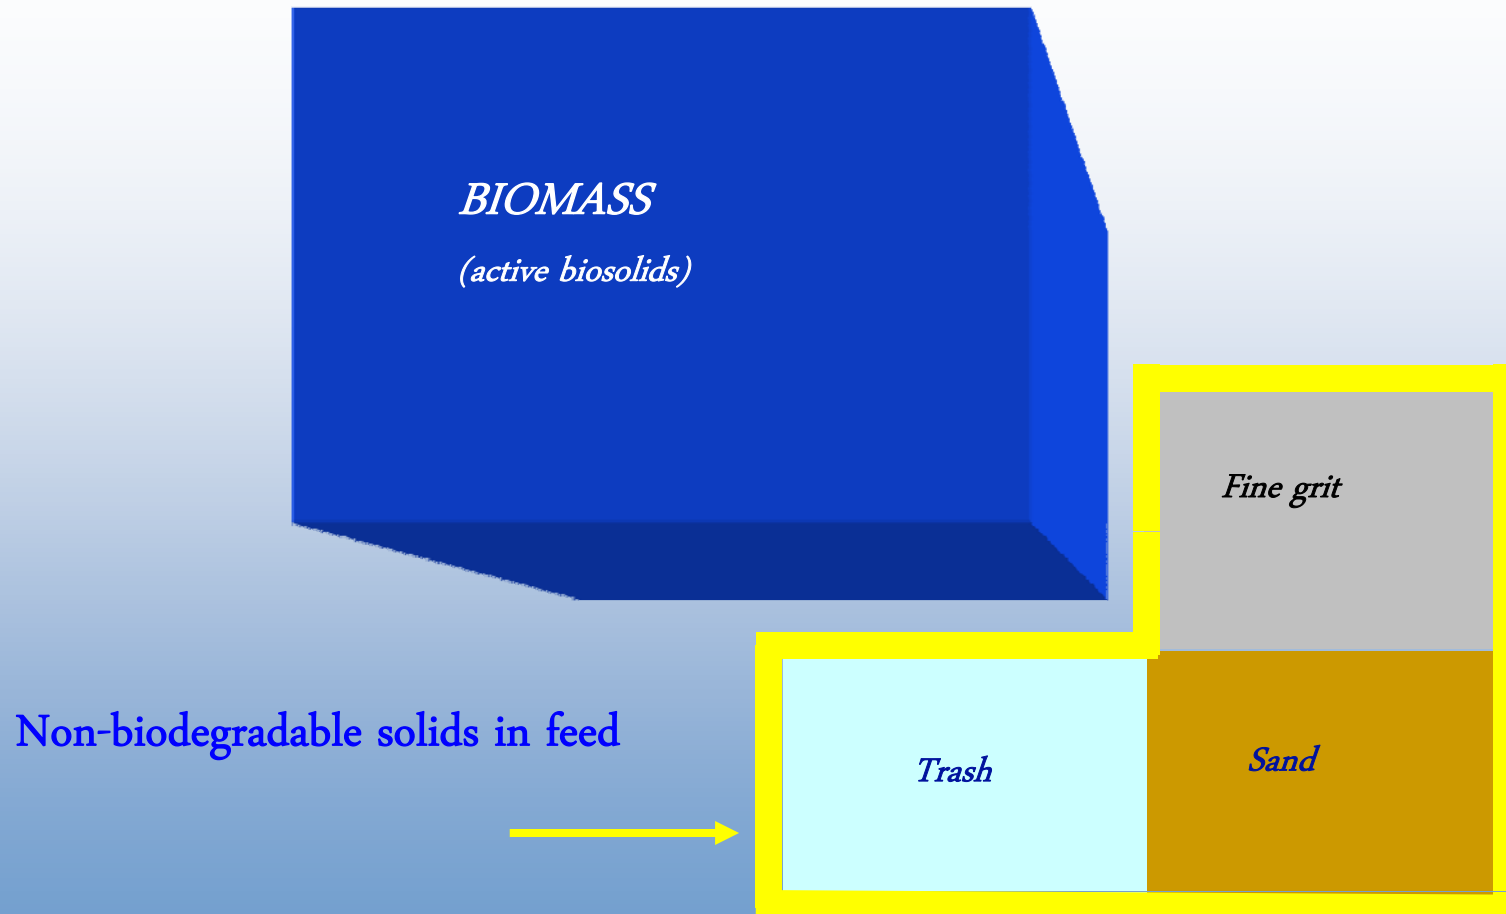 BIOMASS
(active biosolids)
Fine grit
Non-biodegradable solids in feed
Trash
Sand